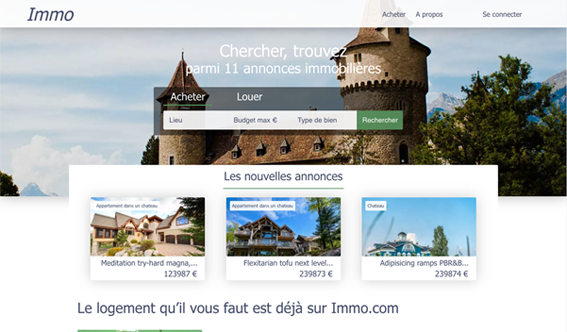 Immo
Acheter A propos Se connecter
Chercher, trouvez
parmi 11 annonces immobilières
Acheter Louer
Lieu Budget max € Type de bien Rechercher
Les nouvelles annonces
Appartement dans un chateau Appartement dans un chateau Chateau
Meditation try-hard magna,... Flexitarian tofu next level... Adipisicing ramps PBR&B...
123987 € 239873 € 239874 €
Le logement qu'il vous faut est déjà sur Immo.com